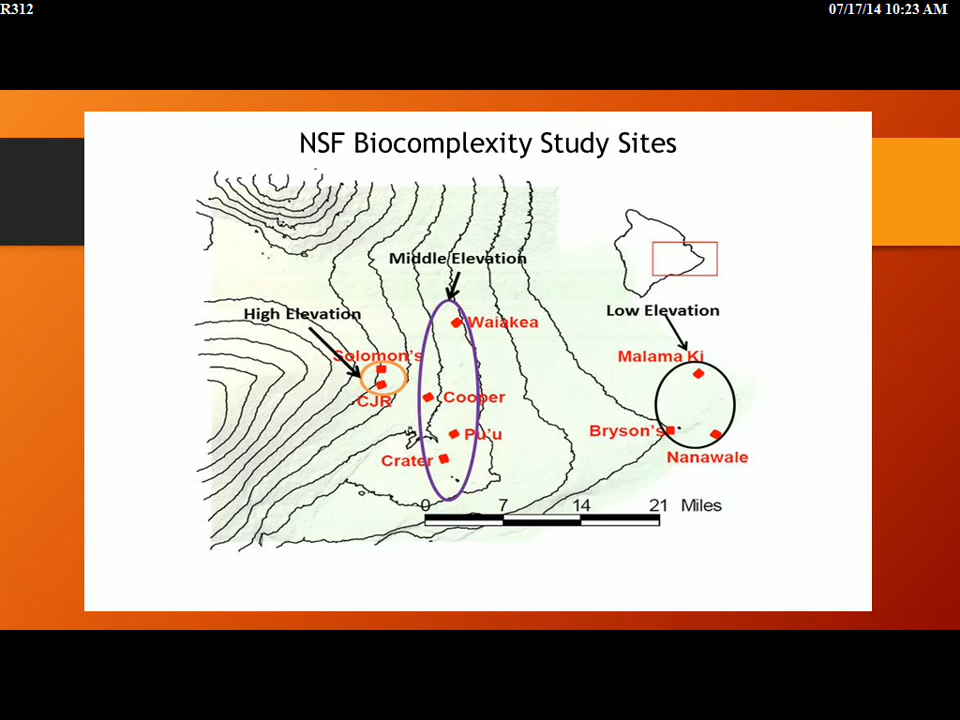 R312
07/17/14 10:23 AM
NSF Biocomplexity Study Sites
Middle Elevation
High Elevation
Low Elevation
Waiakea
Solomon's
Malama Ki
CJR
Cooper
Pu'u
Bryson's
Crater
Nanawale
0 7 14 21 Miles